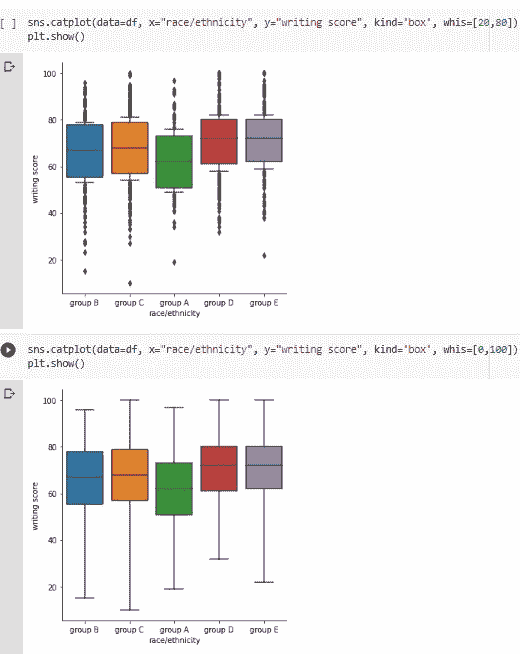 [ ] sns.catplot(data=df, x="race/ethnicity", y="writing score", kind='box', whis=[20,80])
plt.show()
100
80
60
40
20
writing score
group B group C group A group D group E
race/ethnicity
sns.catplot(data=df, x="race/ethnicity", y="writing score", kind='box', whis=[0,100])
plt.show()
100
80
60
40
20
writing score
group B group C group A group D group E
race/ethnicity